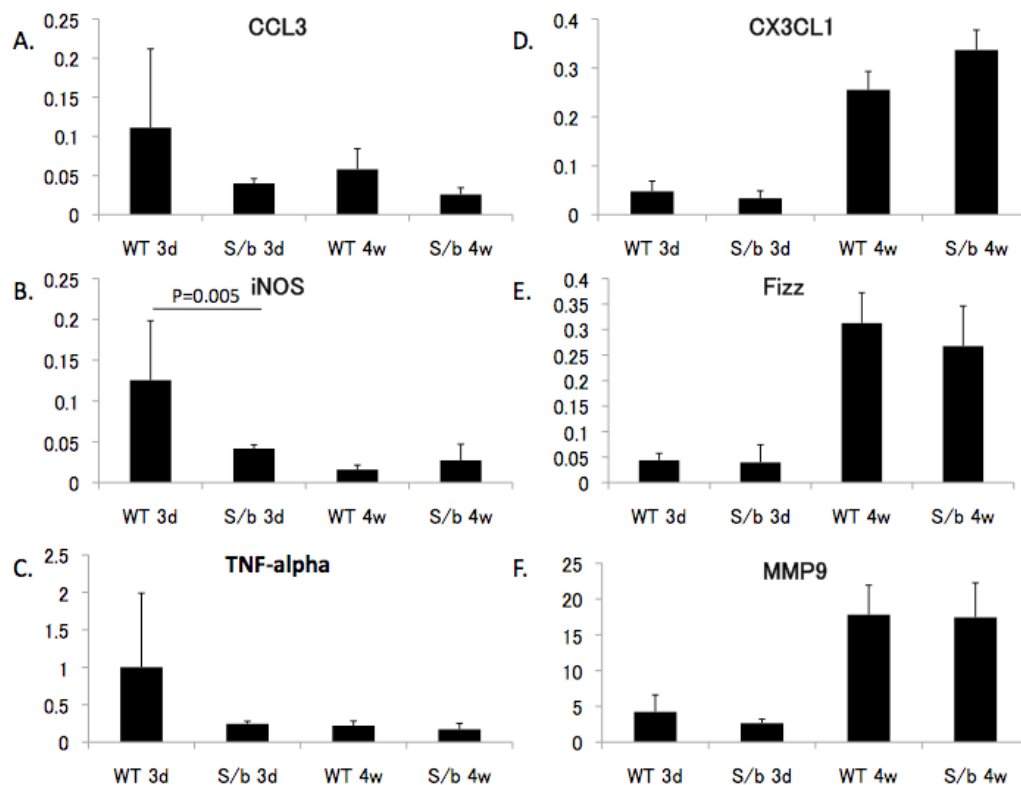 A.
CCL3
0.25
0.2
0.15
0.1
0.05
0
WT 3d S/b 3d WT 4w S/b 4w
D.
CX3CL1
0.4
0.3
0.2
0.1
0
WT 3d S/b 3d WT 4w S/b 4w
B.
iNOS
P=0.005
0.25
0.2
0.15
0.1
0.05
0
WT 3d S/b 3d WT 4w S/b 4w
E.
Fizz
0.4
0.35
0.3
0.25
0.2
0.15
0.1
0.05
0
WT 3d S/b 3d WT 4w S/b 4w
C.
TNF-alpha
2.5
2
1.5
1
0.5
0
WT 3d S/b 3d WT 4w S/b 4w
F.
MMP9
25
20
15
10
5
0
WT 3d S/b 3d WT 4w S/b 4w